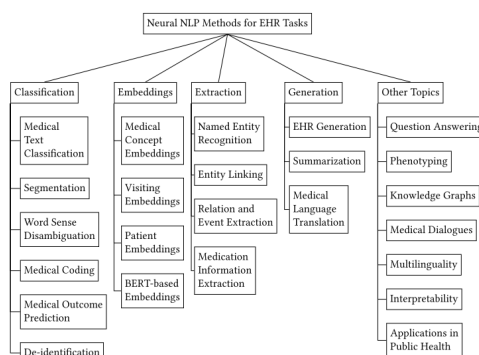 Neural NLP Methods for EHR Tasks
Classification
Embeddings
Extraction
Generation
Other Topics
Medical
Text
Classification
Segmentation
Word Sense
Disambiguation
Medical Coding
Medical Outcome
Prediction
De-identification
Medical
Concept
Embeddings
Visiting
Embeddings
Patient
Embeddings
BERT-based
Embeddings
Named Entity
Recognition
Entity Linking
Relation and
Event Extraction
Medication
Information
Extraction
EHR Generation
Summarization
Medical
Language
Translation
Question Answering
Phenotyping
Knowledge Graphs
Medical Dialogues
Multilinguality
Interpretability
Applications in
Public Health